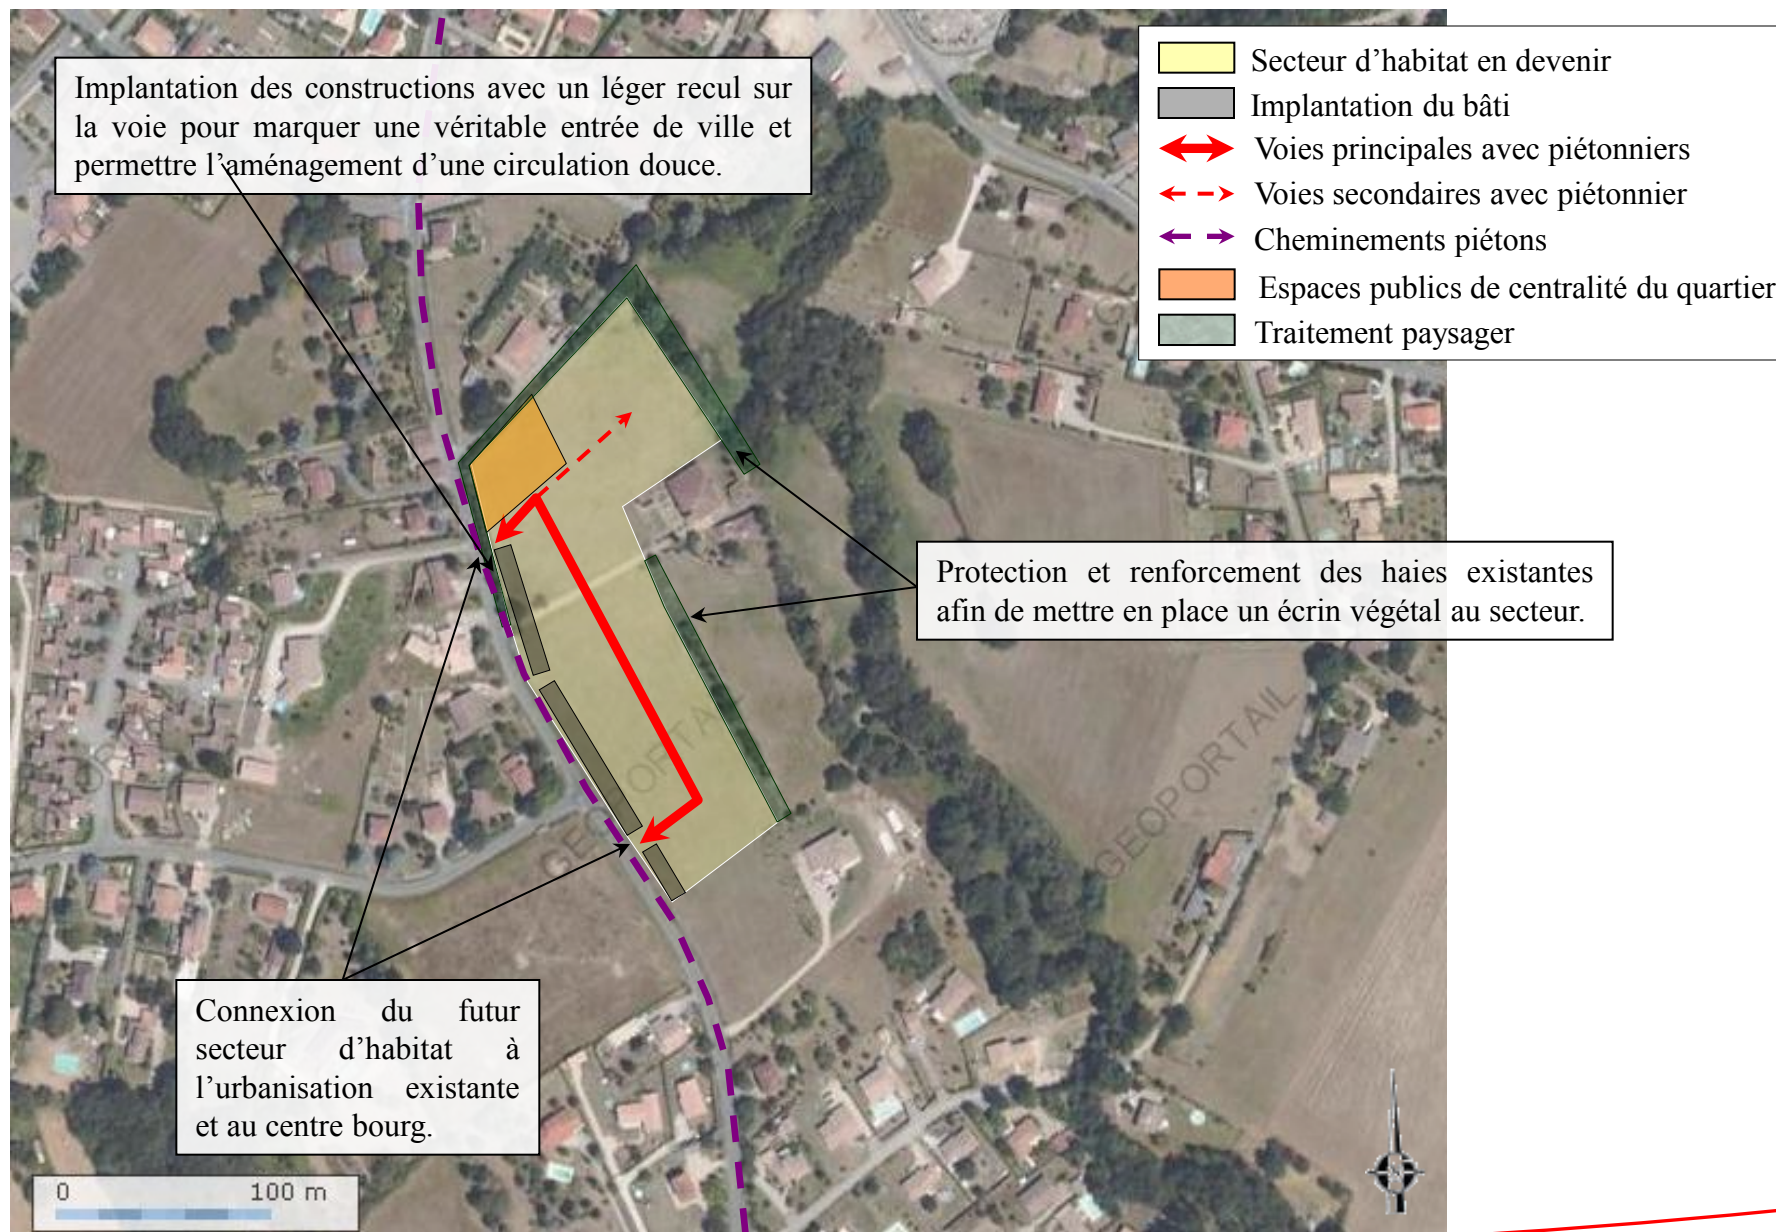 Implantation des constructions avec un léger recul sur
la voie pour marquer une véritable entrée de ville et
permettre l'aménagement d'une circulation douce.
Secteur d'habitat en devenir
Implantation du bâti
Voies principales avec piétonniers
Voies secondaires avec piétonnier
Cheminements piétons
Espaces publics de centralité du quartier
Traitement paysager
Protection et renforcement des haies existantes
afin de mettre en place un écrin végétal au secteur.
GEOPORTAIL
GEOPORTAIL
Connexion du futur
secteur d'habitat à
l'urbanisation existante
et au centre bourg.
0 100 m